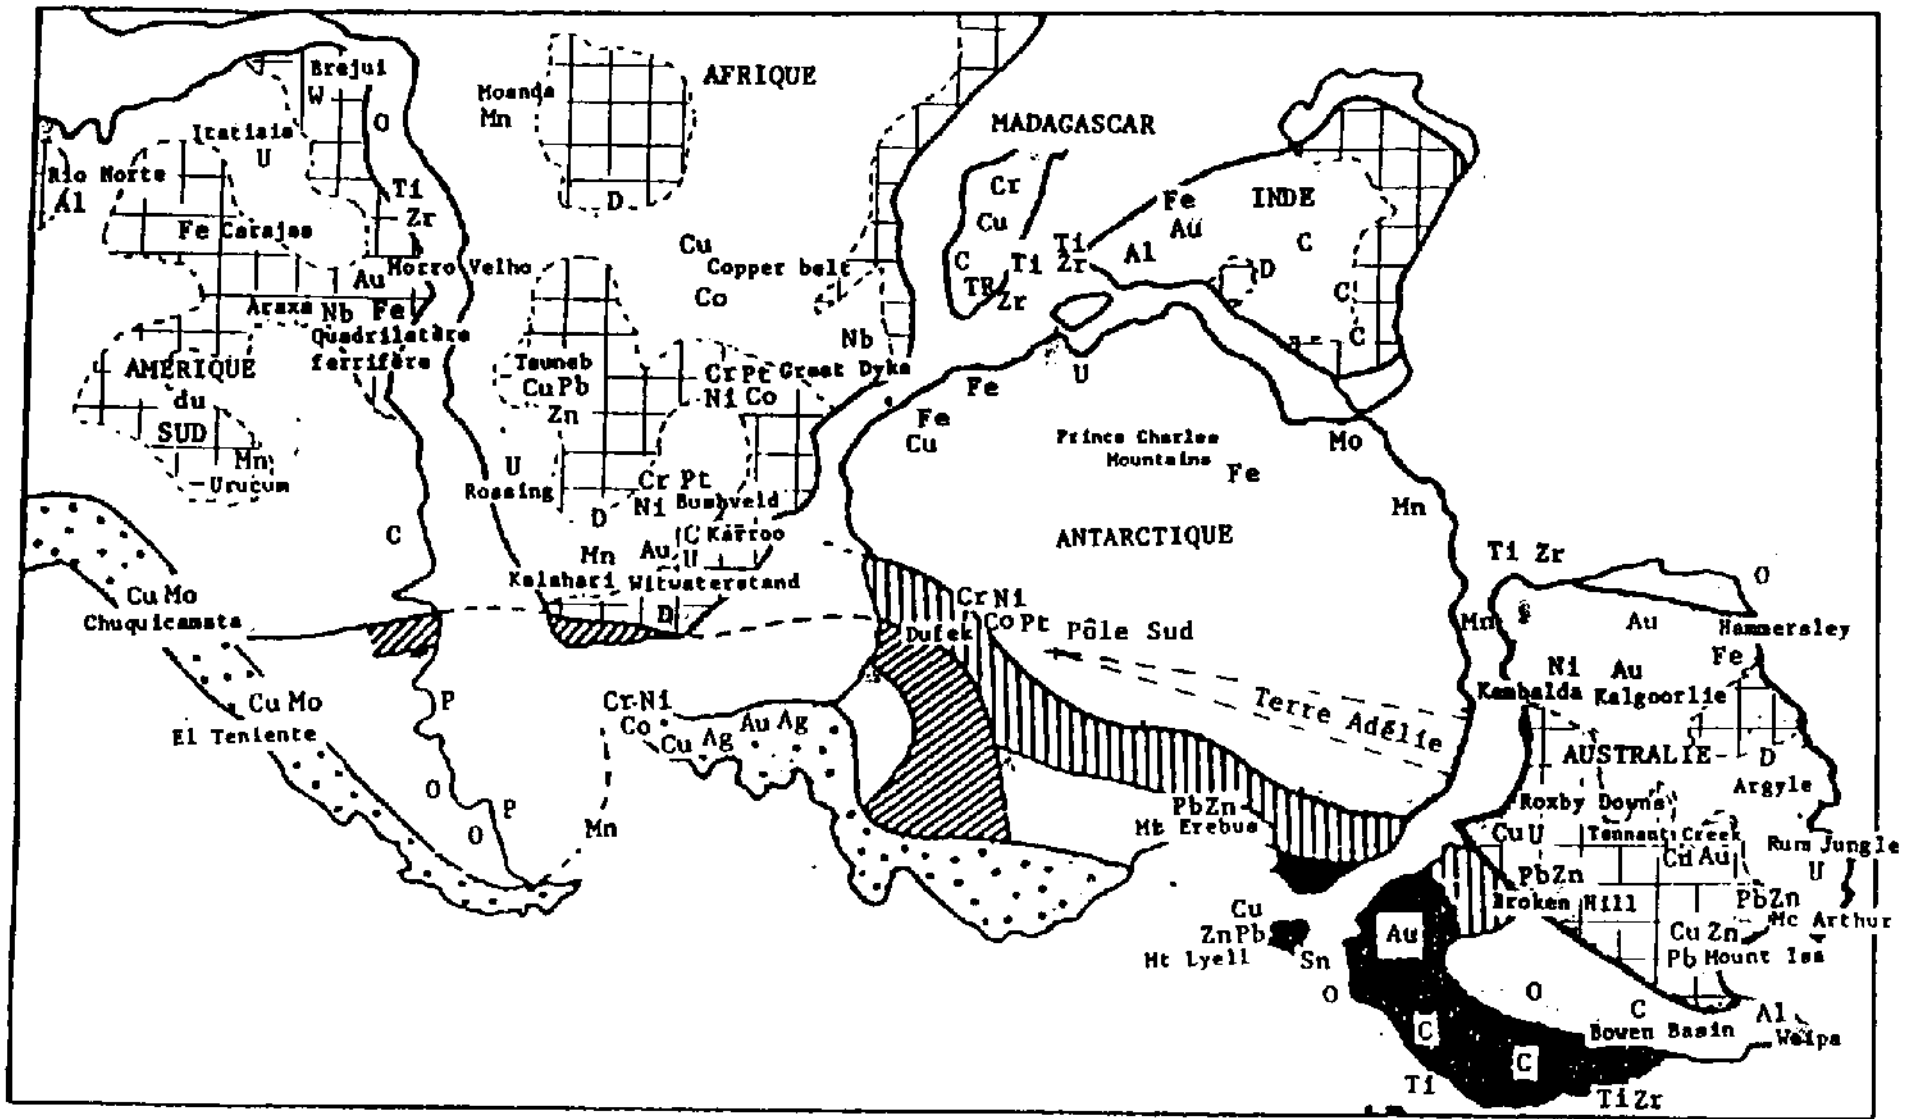 Brejui
W
O
Itatiaia
U
Rio Norte
Al
Ti
Zr
Fe Carajas
Au
Morro Velho
Araxa Nb Fe
Quadrilatère
ferrifère
AMÉRIQUE
du
SUD
Mn
Urucum
C
Cu Mo
Chuquicamata
Cu Mo
El Teniente
P
O
P
O
Mn
AFRIQUE
Moanda
Mn
D
Cu
Copper belt
Co
Nb
Tsumeb
Cu Pb
Zn
Cr Pt Great Dyke
Ni Co
U
Rossing
Cr Pt
Ni Bushveld
D
C Karroo
Mn Au U
Kalahari Witwaterstand
D
MADAGASCAR
Cr
Cu
C Ti
TR Zr
Ti
Zr
Fe
Au
INDE
Al
C
D
C
C
Fe
U
Fe
Cu
Prince Charles
Mountains
Fe
Mo
Mn
ANTARCTIQUE
Cr Ni
Dufek Co Pt
Pôle Sud
Terre Adélie
Cr Ni
Co
Cu Ag
Au Ag
Pb Zn
Mt Erebus
Ti Zr
O
Mn
Au
Hammersley
Fe
Ni
Au
Kambalda Kalgoorlie
AUSTRALIE
D
Argyle
Roxby Downs
Cu U
Tennant Creek
Cd Au
Rum Jungle
U
Pb Zn
Broken Hill
Pb Zn
Mc Arthur
Cu Zn
Pb Mount Isa
Cu
Zn Pb
Mt Lyell
Sn
O
Au
O
C
Bowen Basin
Al
Weipa
C
C
Ti
Ti Zr